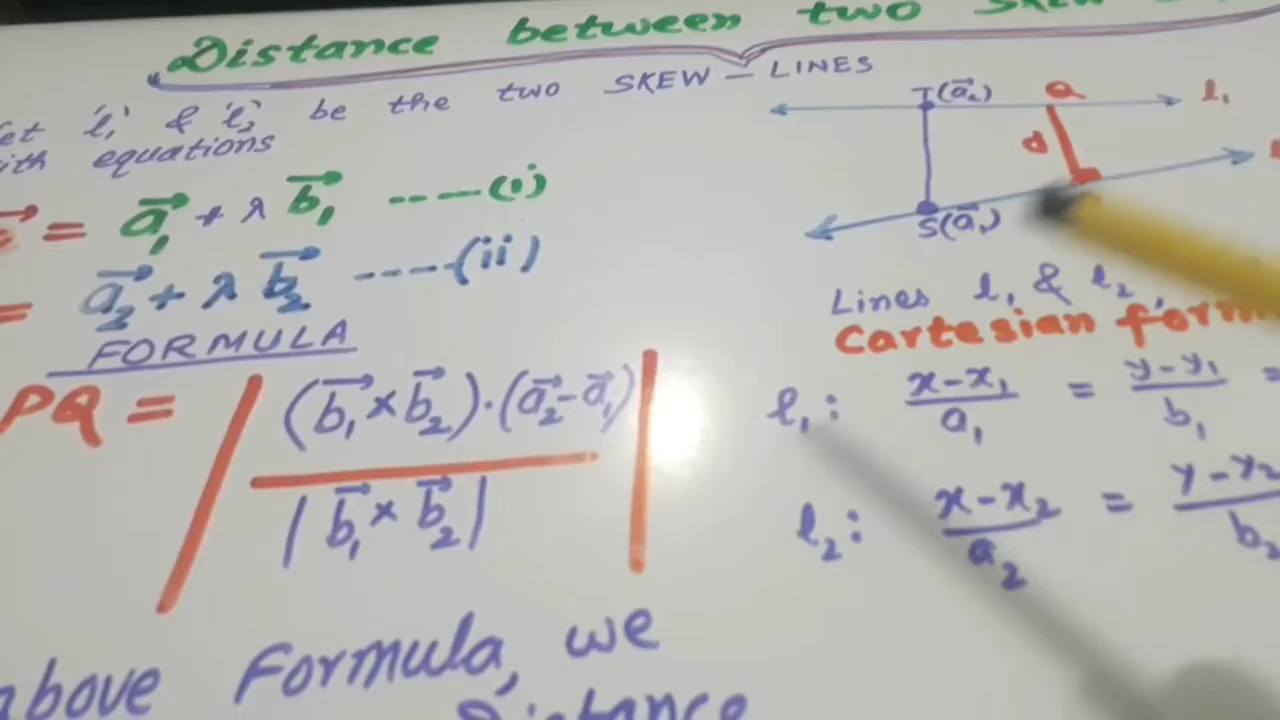 Distance between two SKEW
Let 'l₁' & 'l₂' be the two SKEW – LINES
with equations
= a⃗₁ + λ b⃗₁ -----(i)
= a⃗₂ + λ b⃗₂ -----(ii)
FORMULA
PQ = | (b⃗₁ × b⃗₂) · (a⃗₂ - a⃗₁) / |b⃗₁ × b⃗₂| |
above Formula, we
Distance
T(a⃗₂) Q l₁
d
S(a⃗₁)
Lines l₁ & l₂
Cartesian form
l₁: x-x₁/a₁ = y-y₁/b₁ =
l₂: x-x₂/a₂ = y-y₂/b₂